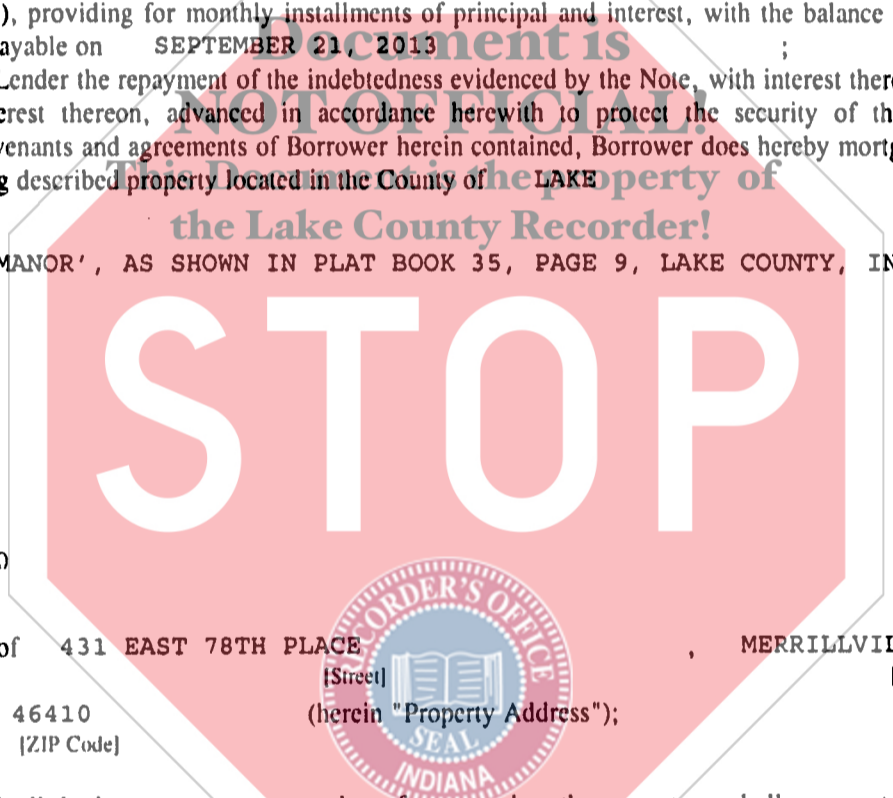 ), providing for monthly installments of principal and interest, with the balance
ayable on SEPTEMBER 21, 2013 ;
Lender the repayment of the indebtedness evidenced by the Note, with interest there
erest thereon, advanced in accordance herewith to protect the security of th
venants and agreements of Borrower herein contained, Borrower does hereby mortg
g described property located in the County of LAKE
Document is
NOT OFFICIAL!
This Document is the property of
the Lake County Recorder!
MANOR', AS SHOWN IN PLAT BOOK 35, PAGE 9, LAKE COUNTY, IN
STOP
of 431 EAST 78TH PLACE , MERRILLVIL
[Street]
46410 (herein "Property Address");
[ZIP Code]
RECORDER'S OFFICE
SEAL
INDIANA